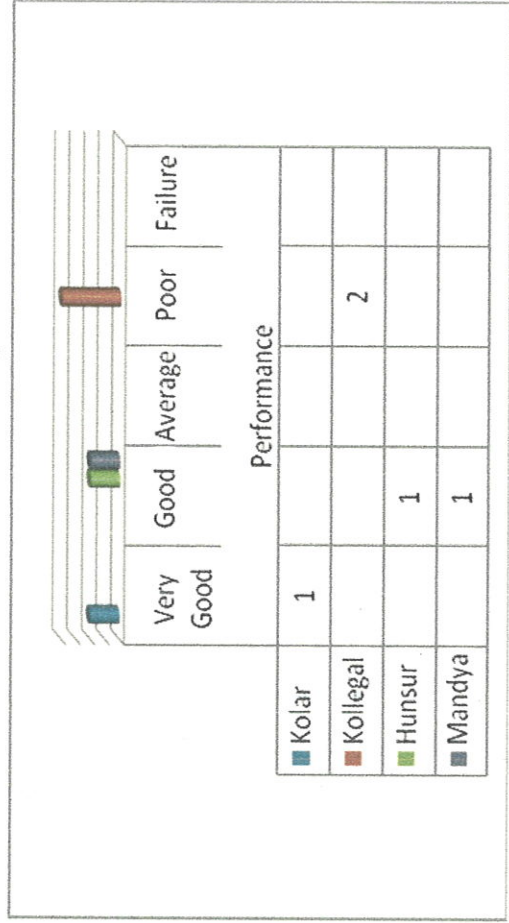 Very Good Good Average Poor Failure
Performance
Kolar 1
Kollegal 2
Hunsur 1
Mandya 1